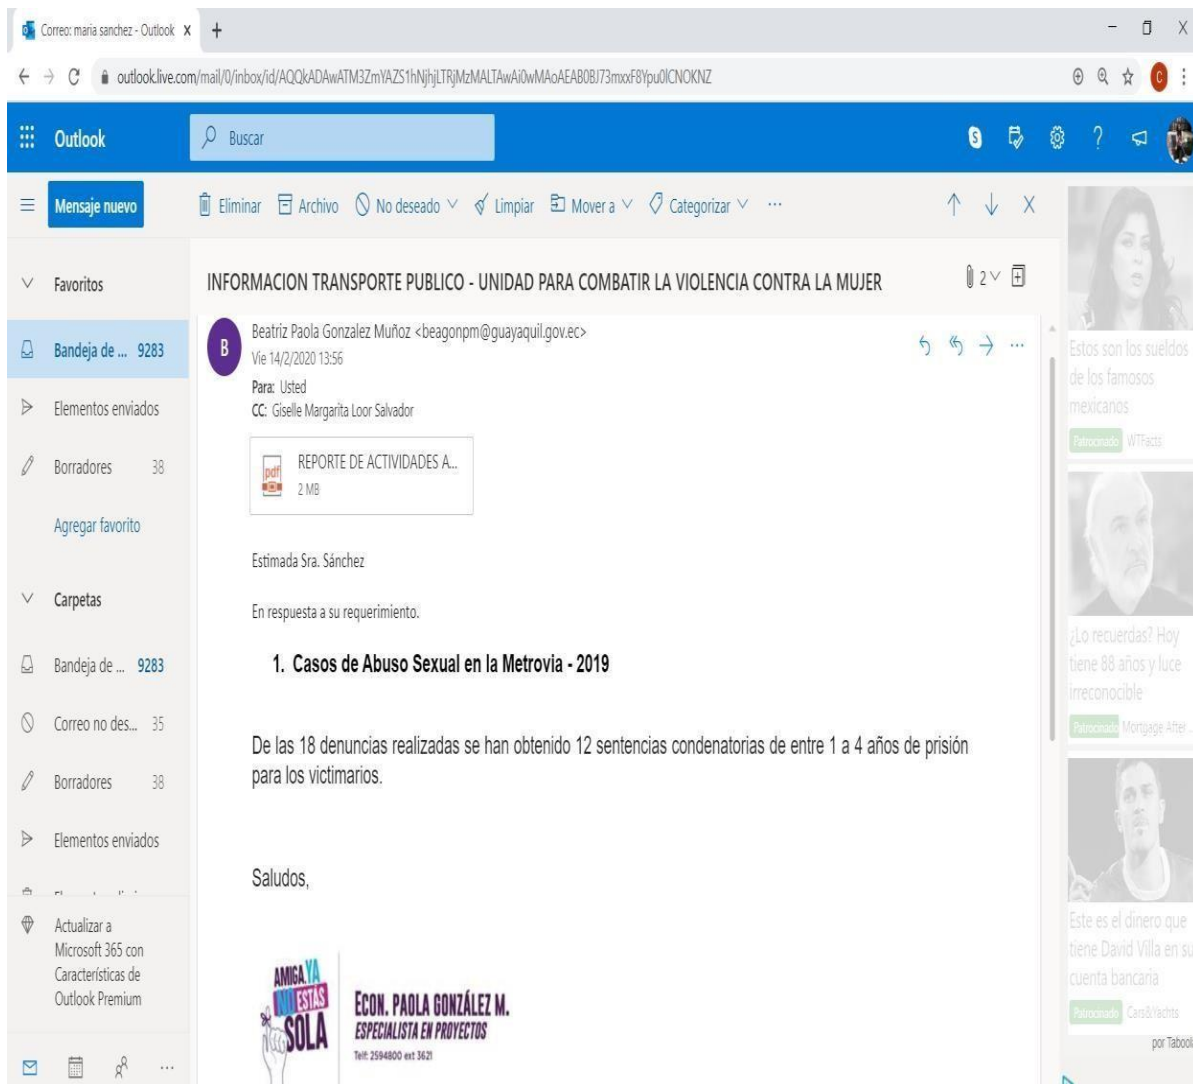 Correo: maria sanchez - Outlook
outlook.live.com/mail/0/inbox/id/AQQkADAwATM3ZmYAZS1hNjhjLTRjMzMALTAwAi0wMAoAEAB0BJ73mxxF8Ypu0lCNOKNZ
C
Outlook
Buscar
S
?
Mensaje nuevo
Eliminar Archivo No deseado Limpiar Mover a Categorizar ...
Favoritos
INFORMACION TRANSPORTE PUBLICO - UNIDAD PARA COMBATIR LA VIOLENCIA CONTRA LA MUJER
2
Bandeja de ... 9283
Elementos enviados
Borradores 38
Agregar favorito
Carpetas
Bandeja de ... 9283
Correo no des... 35
Borradores 38
Elementos enviados
Actualizar a
Microsoft 365 con
Características de
Outlook Premium
B
Beatriz Paola Gonzalez Muñoz <beagonpm@guayaquil.gov.ec>
Vie 14/2/2020 13:56
Para: Usted
CC: Giselle Margarita Loor Salvador
pdf
REPORTE DE ACTIVIDADES A...
2 MB
Estimada Sra. Sánchez
En respuesta a su requerimiento.
1. Casos de Abuso Sexual en la Metrovia - 2019
De las 18 denuncias realizadas se han obtenido 12 sentencias condenatorias de entre 1 a 4 años de prisión
para los victimarios.
Saludos,
AMIGA, YA
NO ESTÁS
SOLA
ECON. PAOLA GONZÁLEZ M.
ESPECIALISTA EN PROYECTOS
Telf: 2594800 ext 3621
Estos son los sueldos
de los famosos
mexicanos
Patrocinado WTFacts
¿Lo recuerdas? Hoy
tiene 88 años y luce
irreconocible
Patrocinado Mortgage After ...
Este es el dinero que
tiene David Villa en su
cuenta bancaria
Patrocinado Cars&Yachts
por Taboola